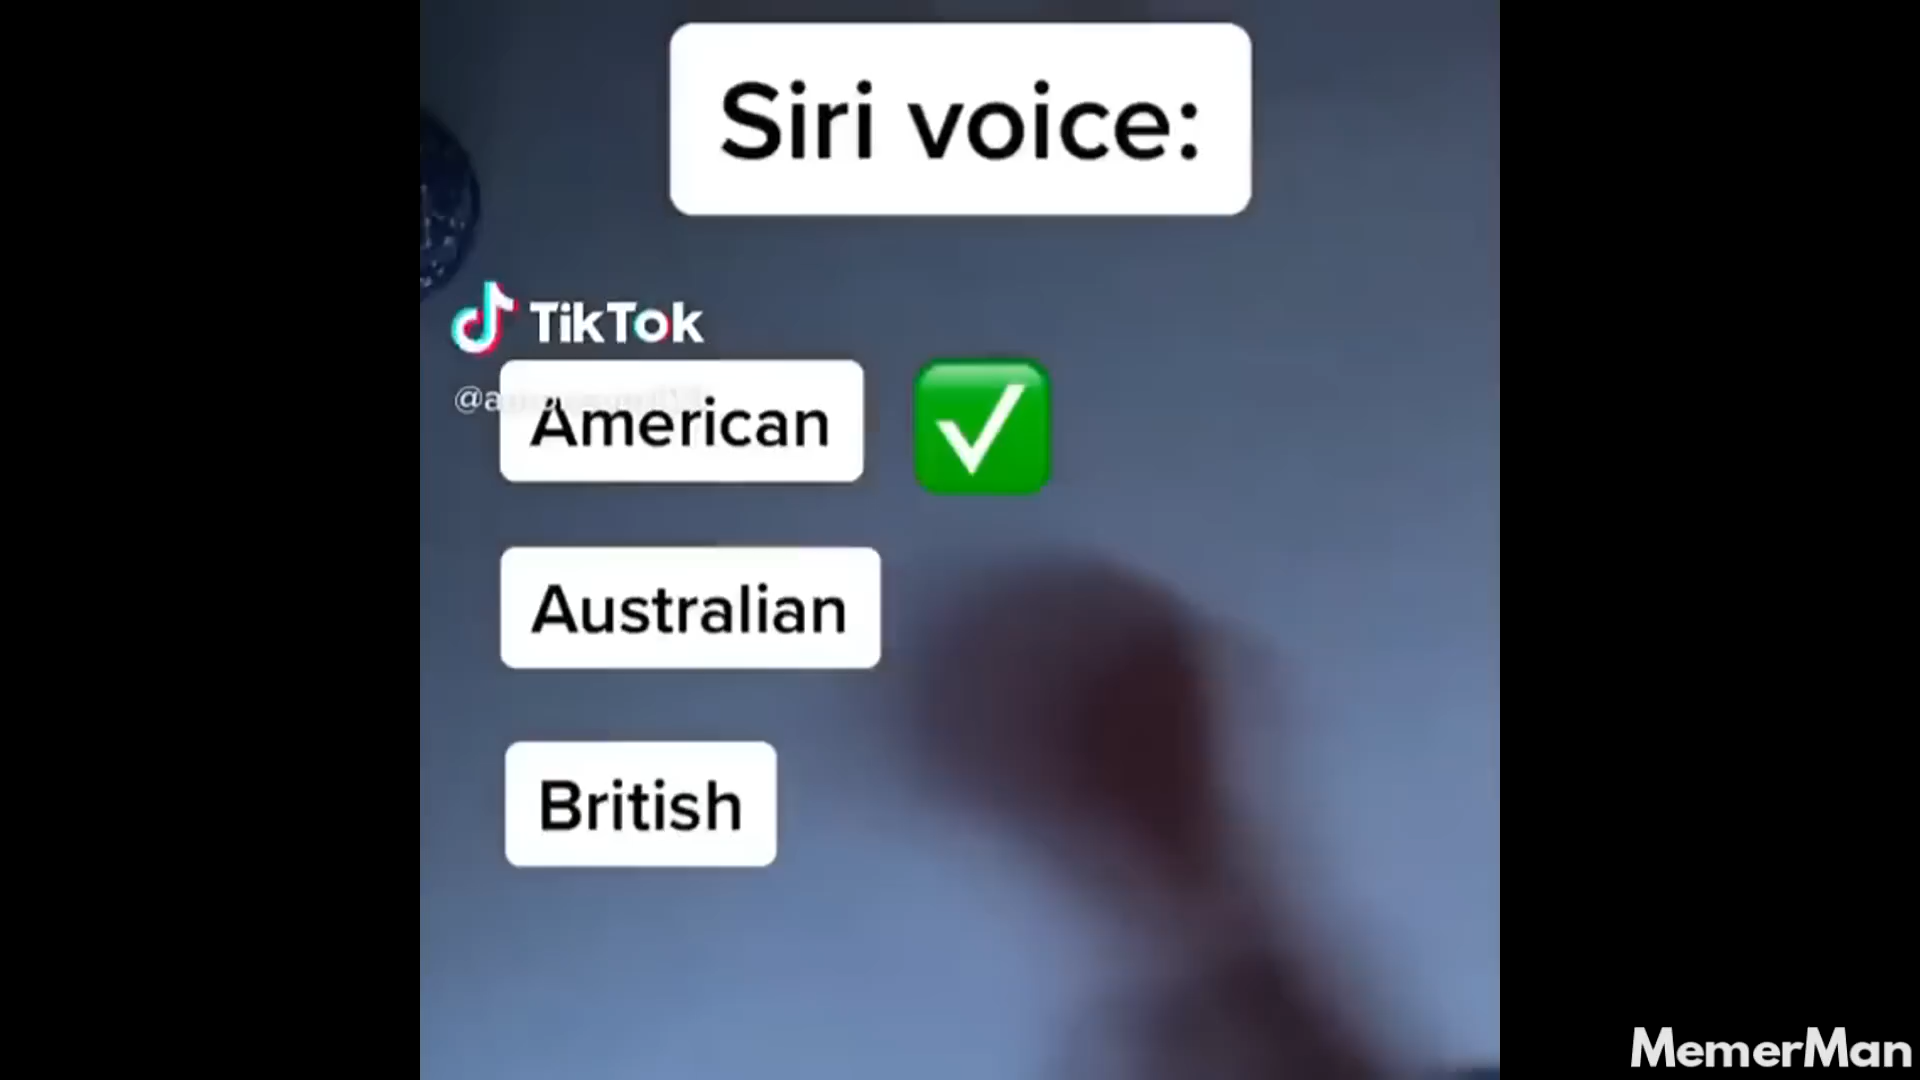 Siri voice:
TikTok
American
Australian
British
MemerMan